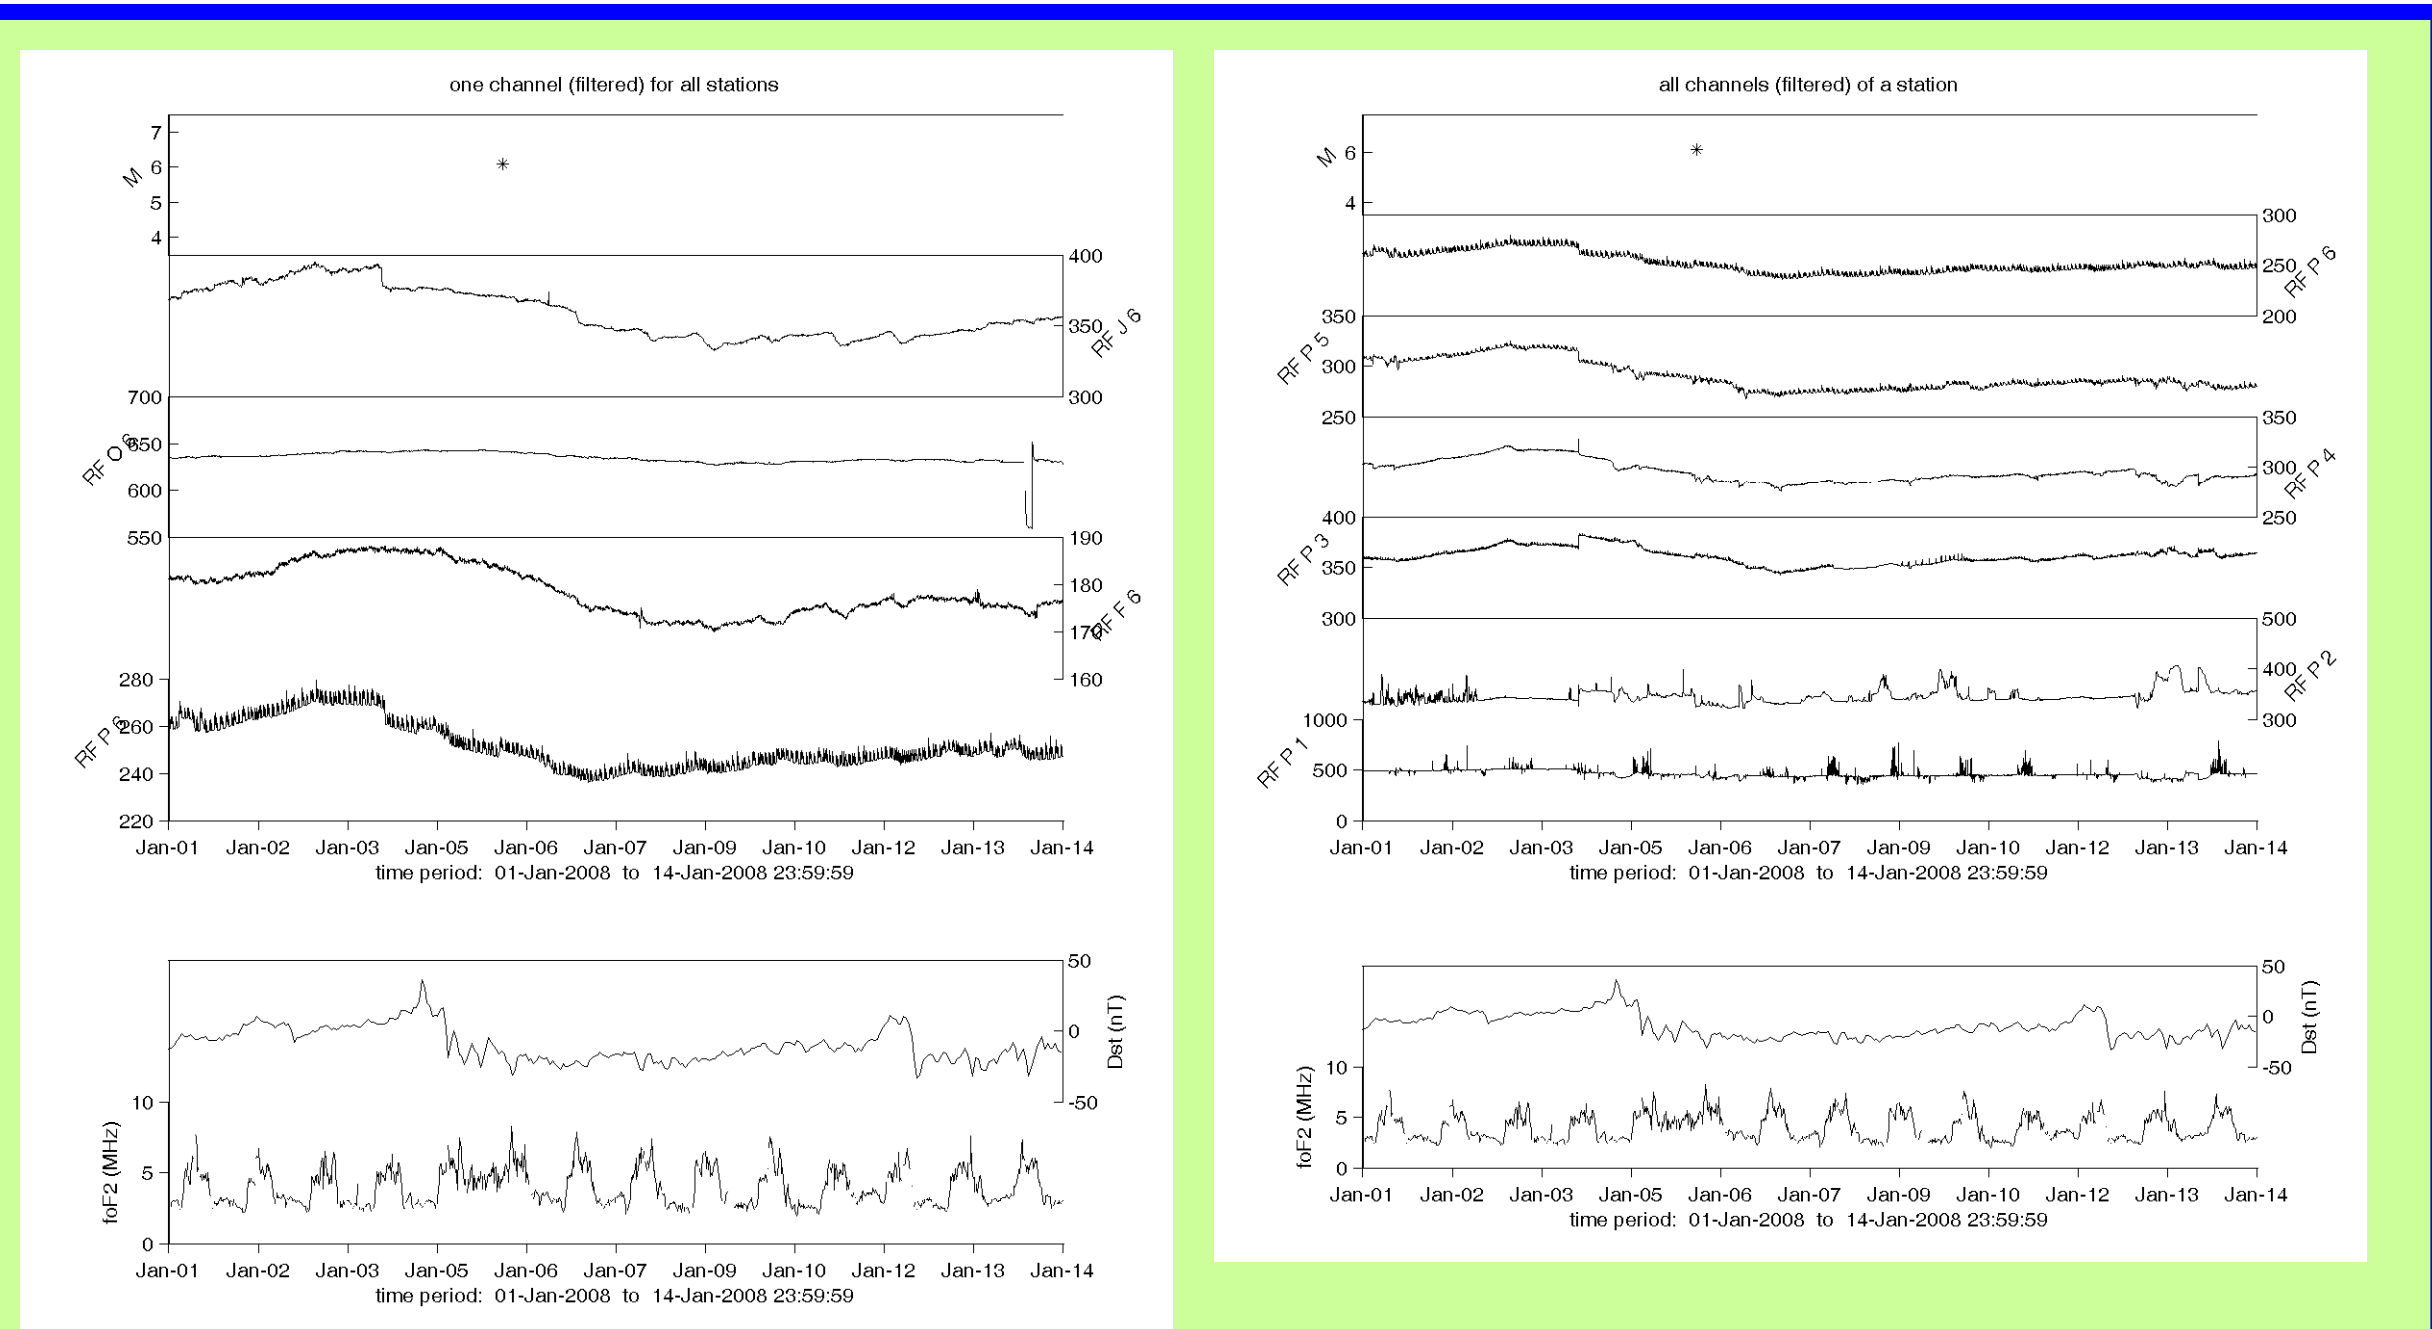 one channel (filtered) for all stations
7
M 6
5
4
400
350
RF J 6
300
700
650
RF O 6
600
550
190
180
RF F 6
170
160
280
260
RF P 6
240
220
Jan-01 Jan-02 Jan-03 Jan-05 Jan-06 Jan-07 Jan-09 Jan-10 Jan-12 Jan-13 Jan-14
time period: 01-Jan-2008 to 14-Jan-2008 23:59:59
50
0
Dst (nT)
-50
10
foF2 (MHz)
5
0
Jan-01 Jan-02 Jan-03 Jan-05 Jan-06 Jan-07 Jan-09 Jan-10 Jan-12 Jan-13 Jan-14
time period: 01-Jan-2008 to 14-Jan-2008 23:59:59
all channels (filtered) of a station
M 6
4
300
250
RF P 6
200
350
RF P 5
300
250
350
300
RF P 4
250
400
RF P 3
350
300
500
400
RF P 2
300
1000
RF P 1
500
0
Jan-01 Jan-02 Jan-03 Jan-05 Jan-06 Jan-07 Jan-09 Jan-10 Jan-12 Jan-13 Jan-14
time period: 01-Jan-2008 to 14-Jan-2008 23:59:59
50
0
Dst (nT)
-50
10
foF2 (MHz)
5
0
Jan-01 Jan-02 Jan-03 Jan-05 Jan-06 Jan-07 Jan-09 Jan-10 Jan-12 Jan-13 Jan-14
time period: 01-Jan-2008 to 14-Jan-2008 23:59:59